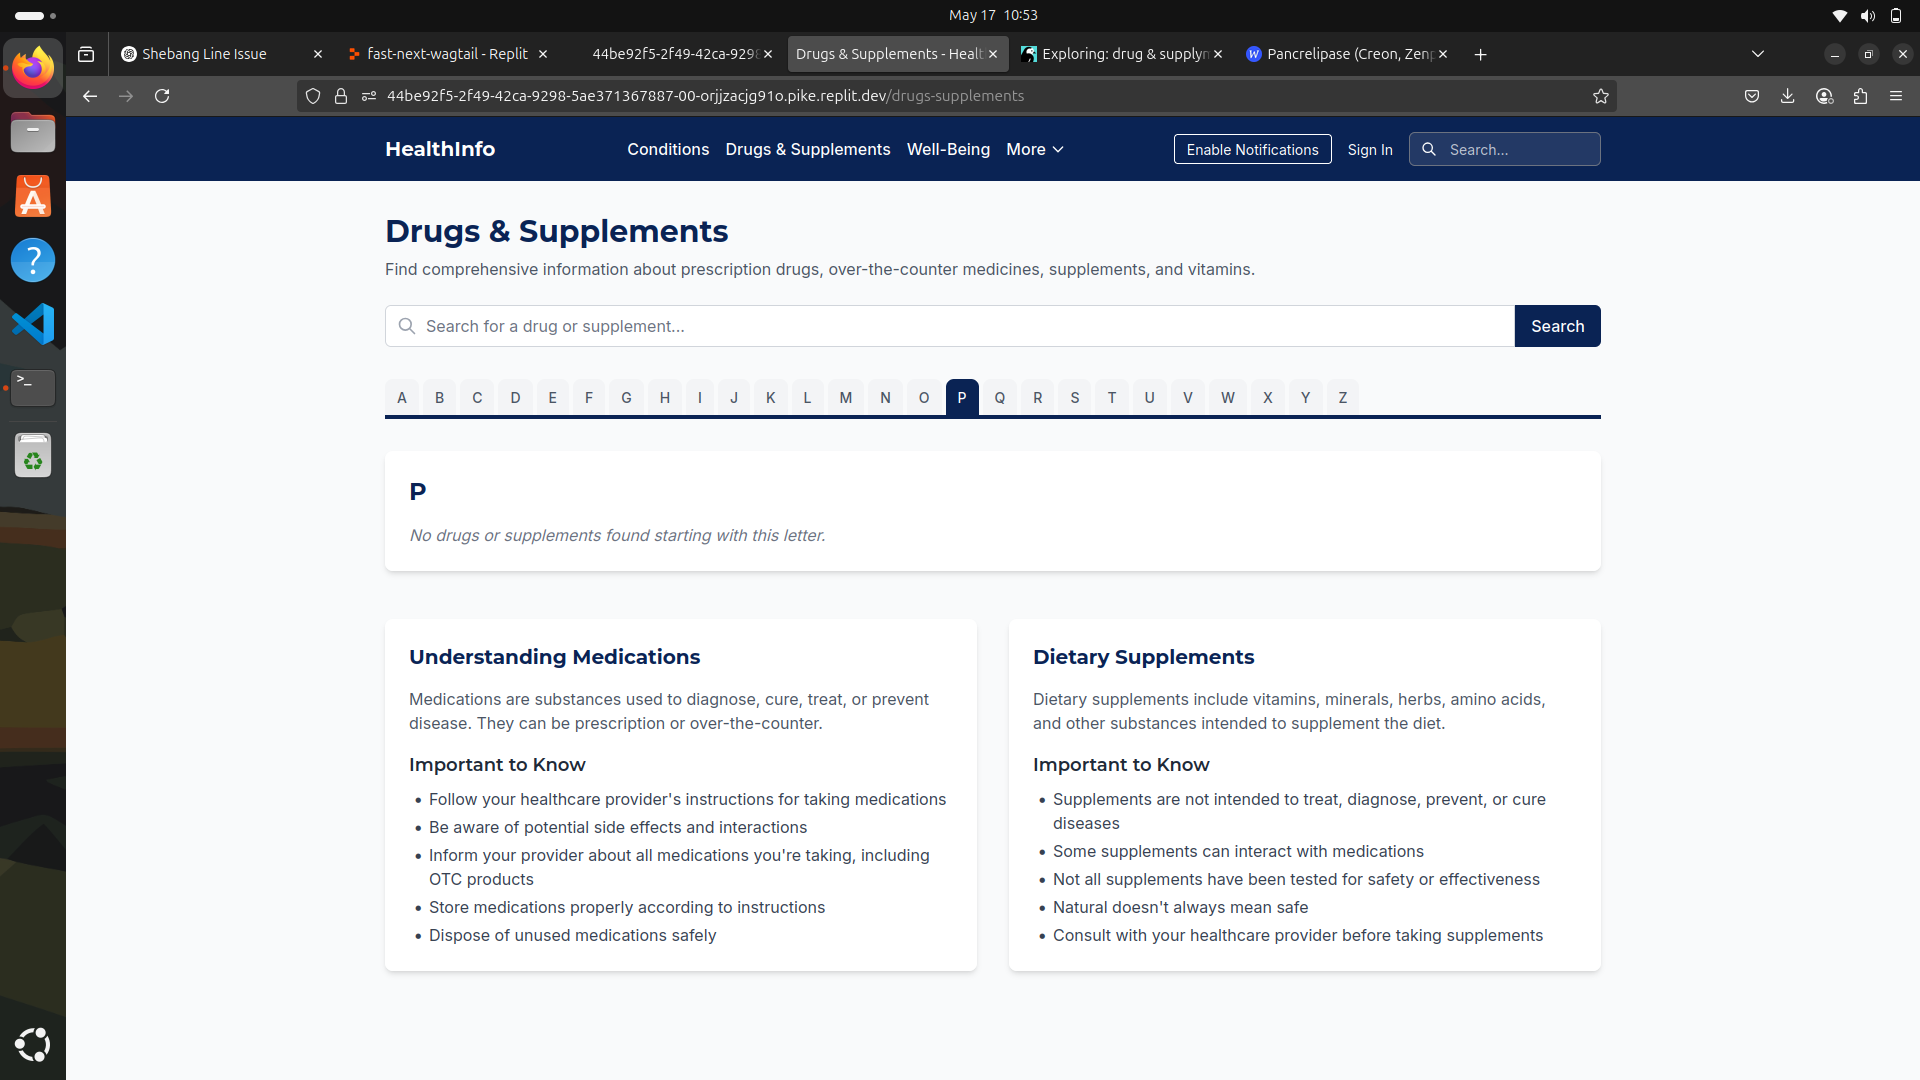 May 17 10:53
Shebang Line Issue
fast-next-wagtail - Replit
44be92f5-2f49-42ca-929
Drugs & Supplements - Healt
Exploring: drug & supplym
Pancrelipase (Creon, Zenp
44be92f5-2f49-42ca-9298-5ae371367887-00-orjjzacjg91o.pike.replit.dev/drugs-supplements
HealthInfo
Conditions
Drugs & Supplements
Well-Being
More
Enable Notifications
Sign In
Search...
Drugs & Supplements
Find comprehensive information about prescription drugs, over-the-counter medicines, supplements, and vitamins.
Search for a drug or supplement...
Search
A B C D E F G H I J K L M N O P Q R S T U V W X Y Z
P
No drugs or supplements found starting with this letter.
Understanding Medications
Medications are substances used to diagnose, cure, treat, or prevent
disease. They can be prescription or over-the-counter.
Important to Know
• Follow your healthcare provider's instructions for taking medications
• Be aware of potential side effects and interactions
• Inform your provider about all medications you're taking, including
OTC products
• Store medications properly according to instructions
• Dispose of unused medications safely
Dietary Supplements
Dietary supplements include vitamins, minerals, herbs, amino acids,
and other substances intended to supplement the diet.
Important to Know
• Supplements are not intended to treat, diagnose, prevent, or cure
diseases
• Some supplements can interact with medications
• Not all supplements have been tested for safety or effectiveness
• Natural doesn't always mean safe
• Consult with your healthcare provider before taking supplements